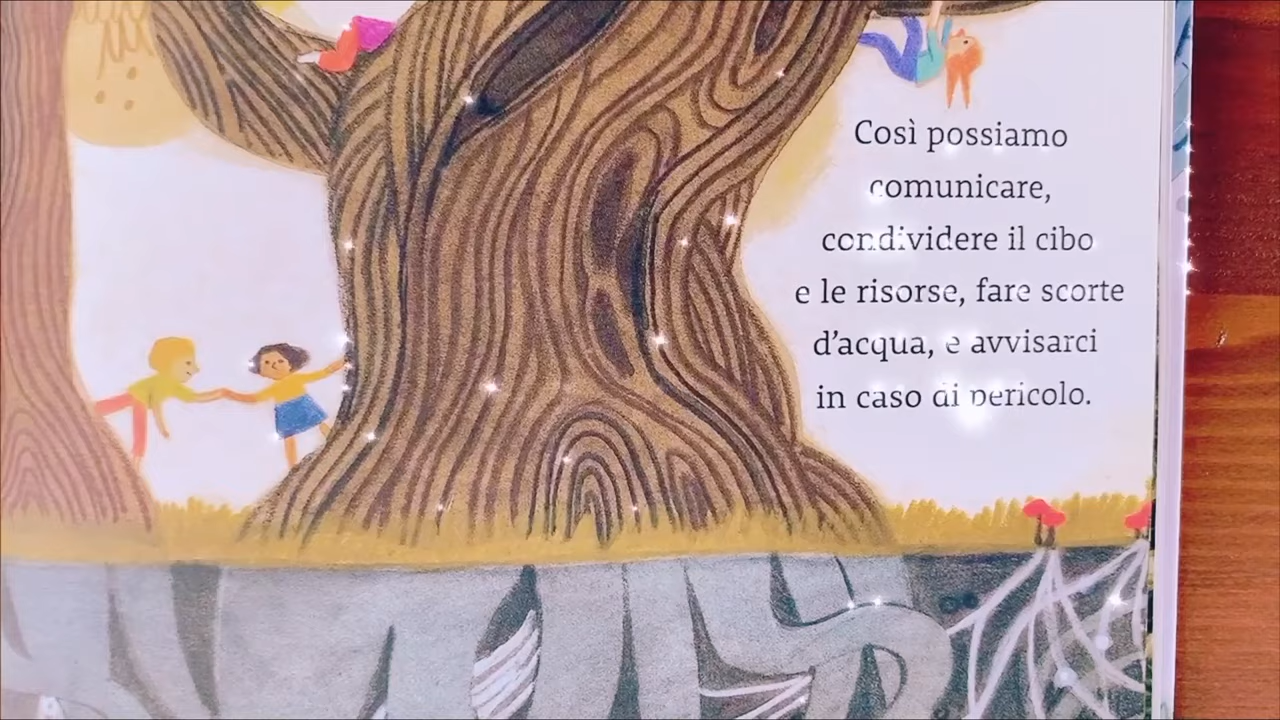 Così possiamo
comunicare,
condividere il cibo
e le risorse, fare scorte
d’acqua, e avvisarci
in caso di pericolo.